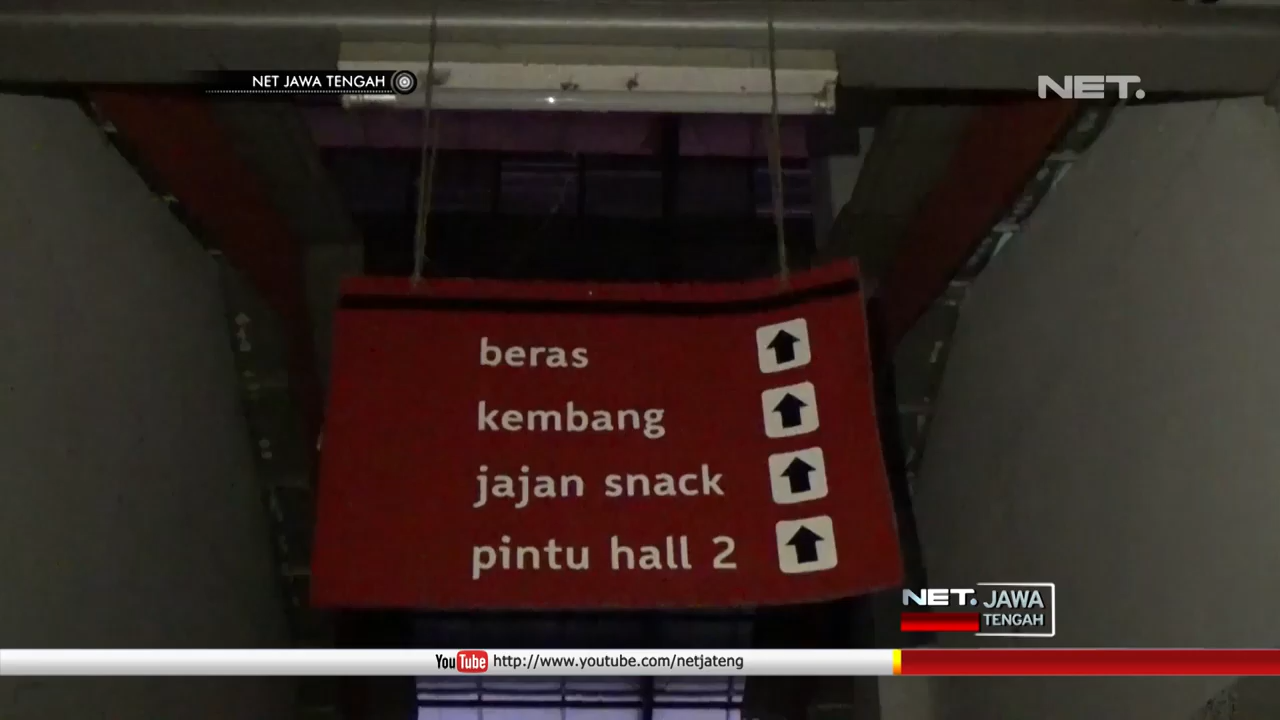 NET JAWA TENGAH
NET.
beras
kembang
jajan snack
pintu hall 2
NET. JAWA
TENGAH
YouTube http://www.youtube.com/netjateng